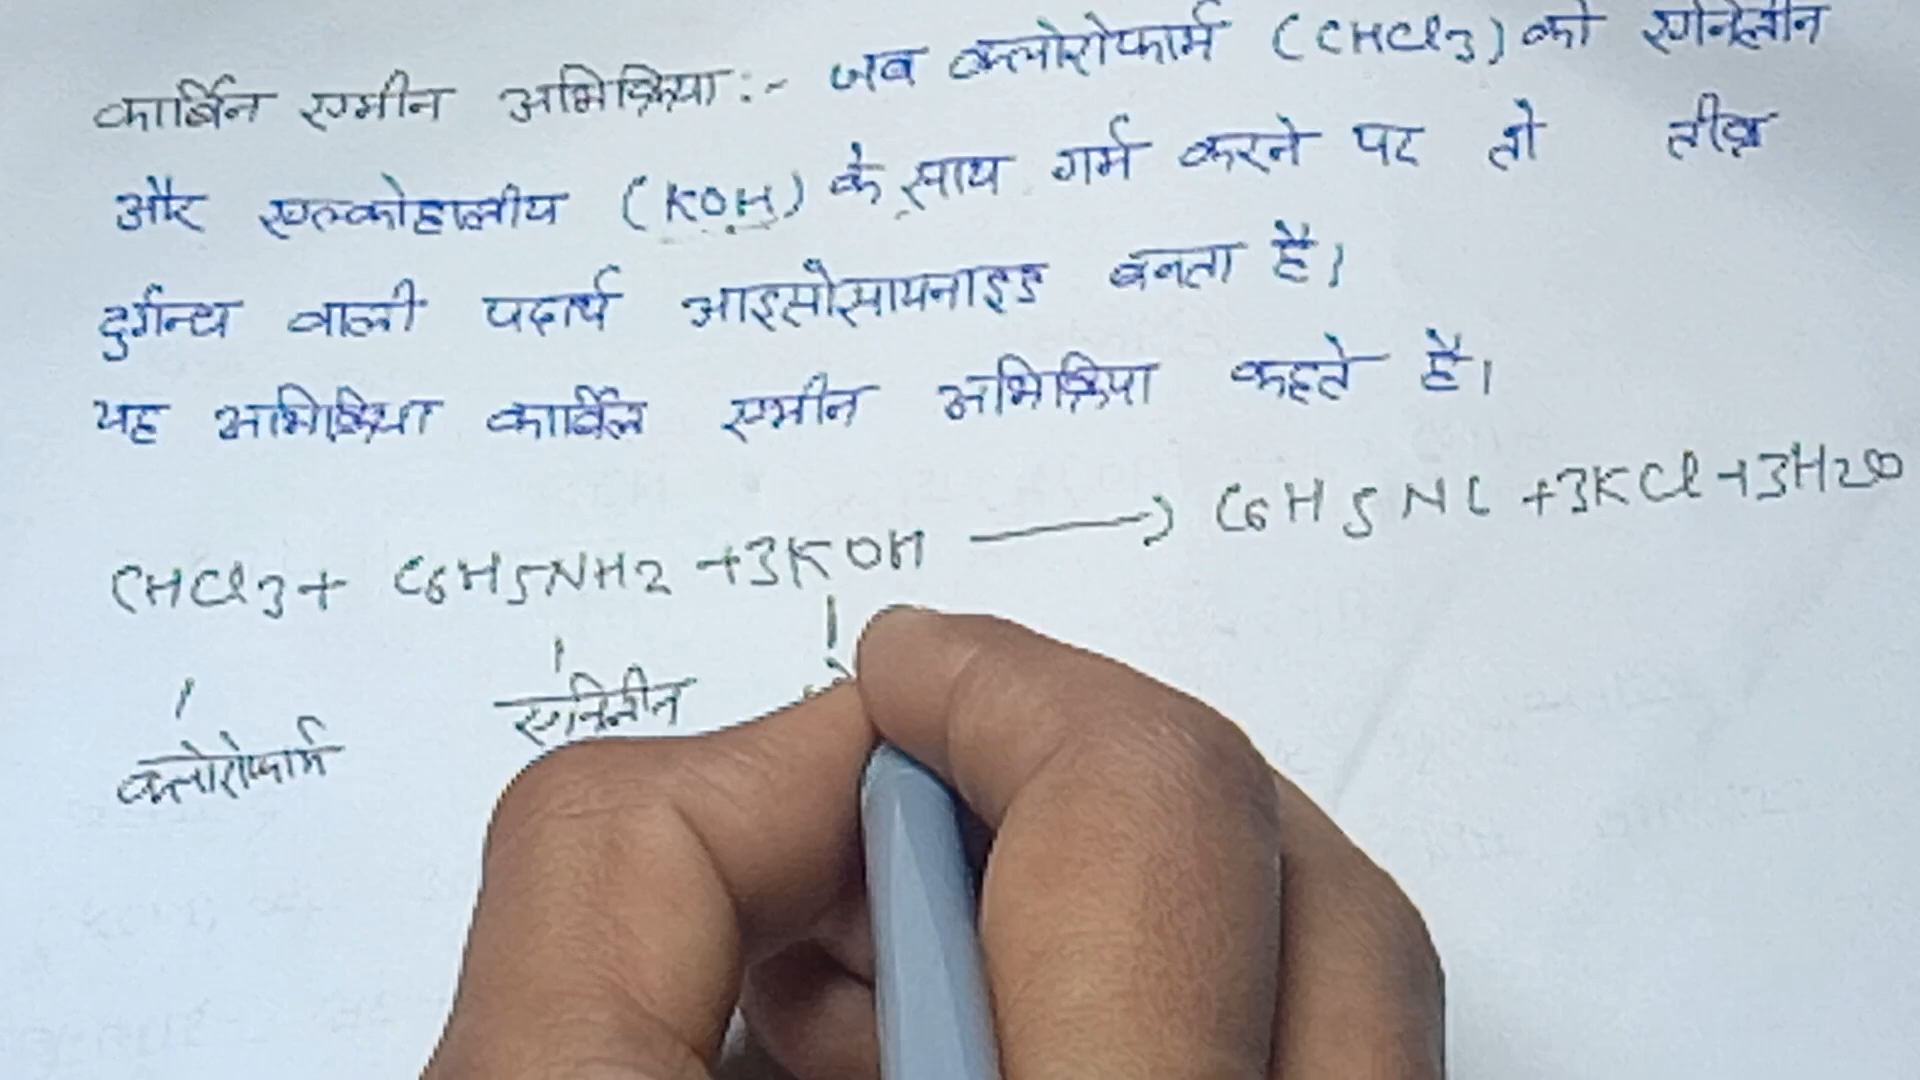 कार्बिन एमीन अभिक्रिया :- जब क्लोरोफार्म (CHCl3) को एनिलीन
और एल्कोहालीय (KOH) के साथ गर्म करने पर तो तीव्र
दुर्गन्ध वाली पदार्थ आइसोसायनाइड बनता है।
यह अभिक्रिया कार्बिल एमीन अभिक्रिया कहते है।
CHCl3 + C6H5NH2 + 3KOH ⟶ C6H5NC + 3KCl + 3H2O
क्लोरोफार्म एनिलीन